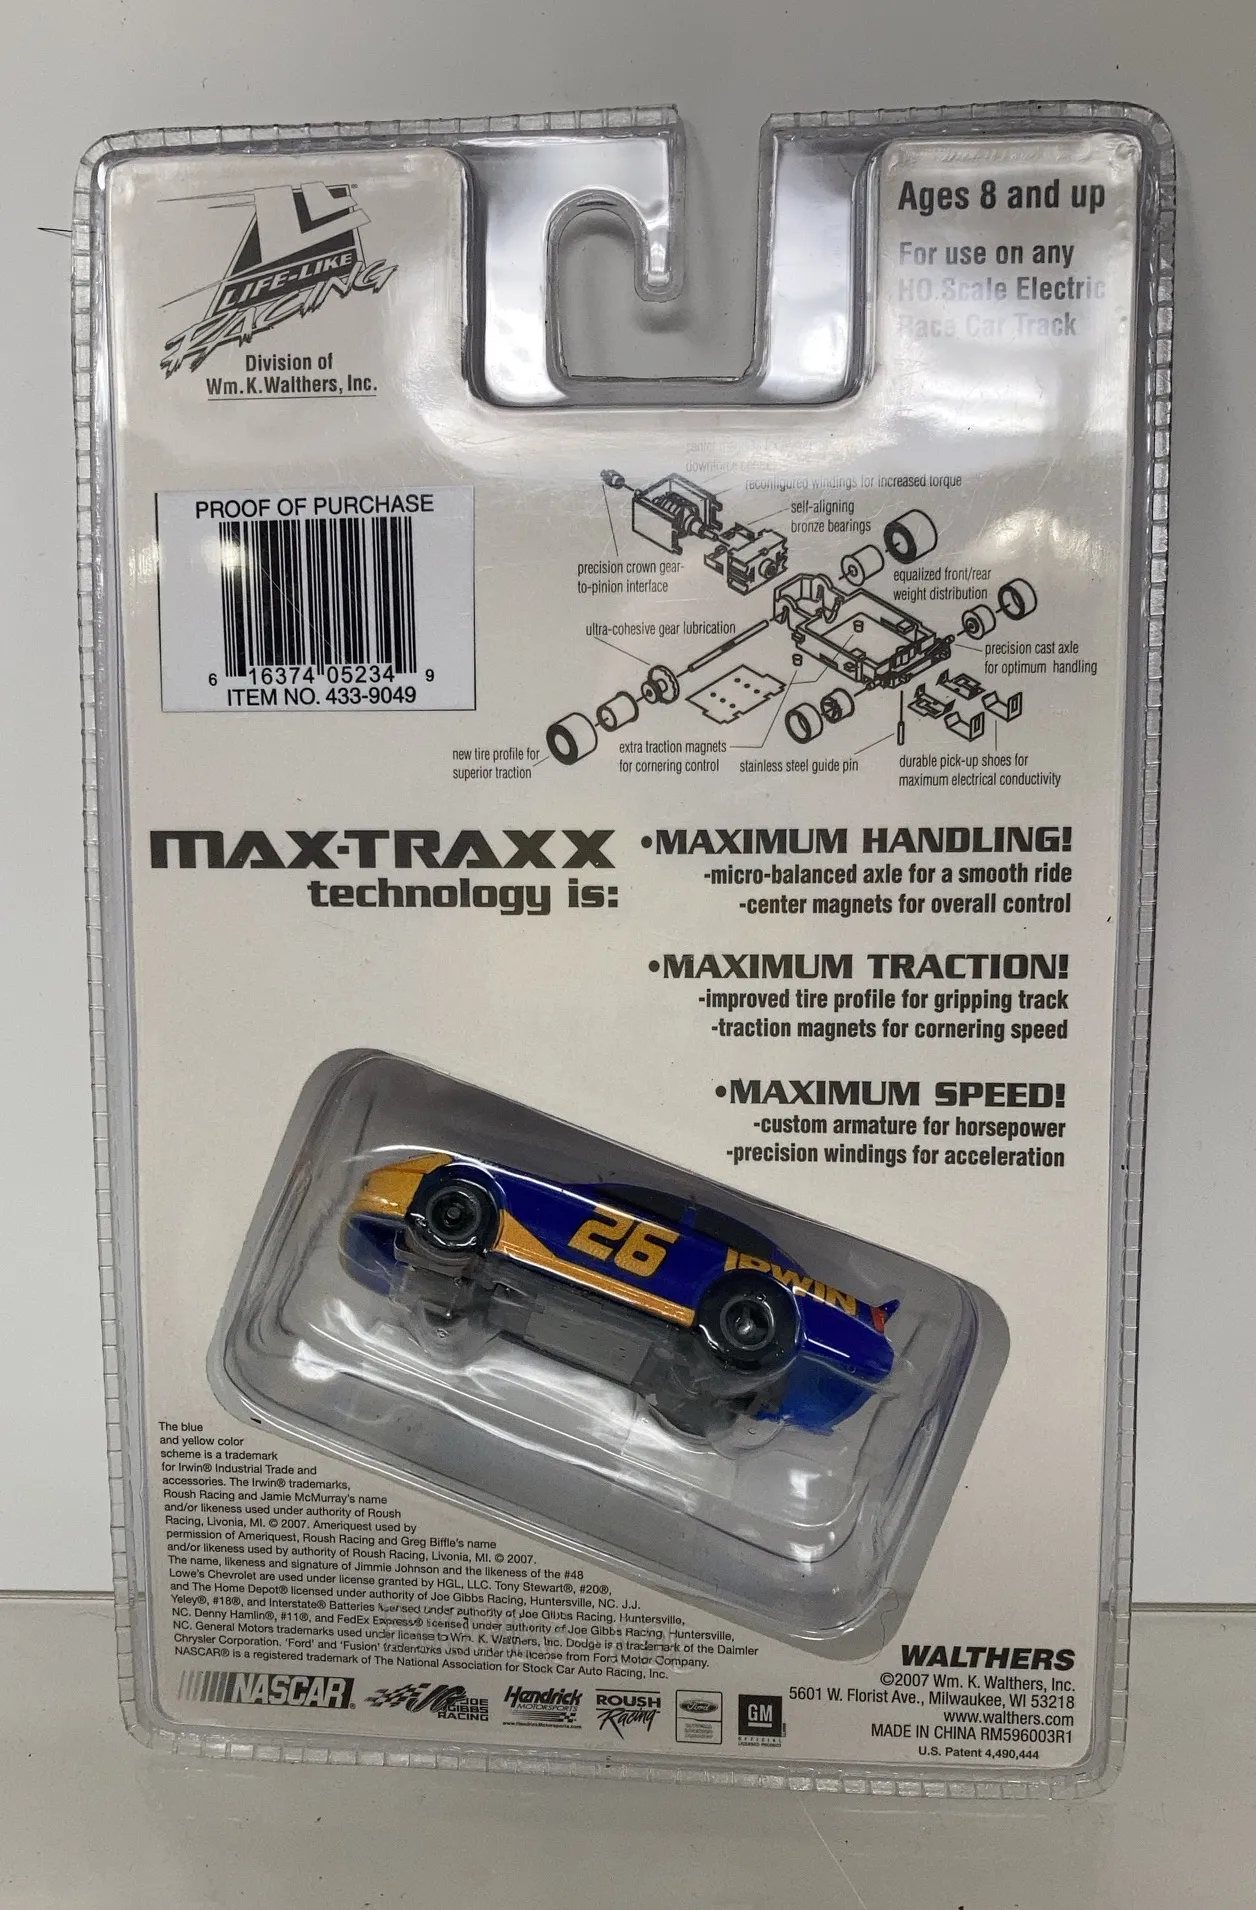 LIFE-LIKE
RACING
Division of
Wm. K. Walthers, Inc.
Ages 8 and up
For use on any
HO Scale Electric
Race Car Track
PROOF OF PURCHASE
6 16374 05234 9
ITEM NO. 433-9049
reconfigured windings for increased torque
self-aligning
bronze bearings
precision crown gear-
to-pinion interlace
equalized front/rear
weight distribution
ultra-cohesive gear lubrication
precision cast axle
for optimum handling
new tire profile for
superior traction
extra traction magnets
for cornering control
stainless steel guide pin
durable pick-up shoes for
maximum electrical conductivity
MAX-TRAXX
technology is:
•MAXIMUM HANDLING!
-micro-balanced axle for a smooth ride
-center magnets for overall control
•MAXIMUM TRACTION!
-improved tire profile for gripping track
-traction magnets for cornering speed
•MAXIMUM SPEED!
-custom armature for horsepower
-precision windings for acceleration
26
IRWIN
The blue
and yellow color
scheme is a trademark
for Irwin® Industrial Trade and
accessories. The Irwin® trademarks,
Roush Racing and Jamie McMurray's name
and/or likeness used under authority of Roush
Racing, Livonia, MI. © 2007. Ameriquest used by
permission of Ameriquest, Roush Racing and Greg Biffle's name
and/or likeness used by authority of Roush Racing, Livonia, MI. © 2007.
The name, likeness and signature of Jimmie Johnson and the likeness of the #48
Lowe's Chevrolet are used under license granted by HGL, LLC. Tony Stewart®, #20®,
and The Home Depot® licensed under authority of Joe Gibbs Racing, Huntersville, NC. J.J.
Yeley®, #18®, and Interstate® Batteries licensed under authority of Joe Gibbs Racing. Huntersville,
NC. Denny Hamlin®, #11®, and FedEx Express® licensed under authority of Joe Gibbs Racing, Huntersville,
NC. General Motors trademarks used under license to Wm. K. Walthers, Inc. Dodge is a trademark of the Daimler
Chrysler Corporation. 'Ford' and 'Fusion' trademarks used under the license from Ford Motor Company.
NASCAR® is a registered trademark of The National Association for Stock Car Auto Racing, Inc.
NASCAR®
JOE
GIBBS
RACING
Hendrick
MOTORSPORTS
www.HendrickMotorsports.com
ROUSH
Racing
Ford
GM
OFFICIAL
LICENSED PRODUCT
WALTHERS
©2007 Wm. K. Walthers, Inc.
5601 W. Florist Ave., Milwaukee, WI 53218
www.walthers.com
MADE IN CHINA RM596003R1
U.S. Patent 4,490,444